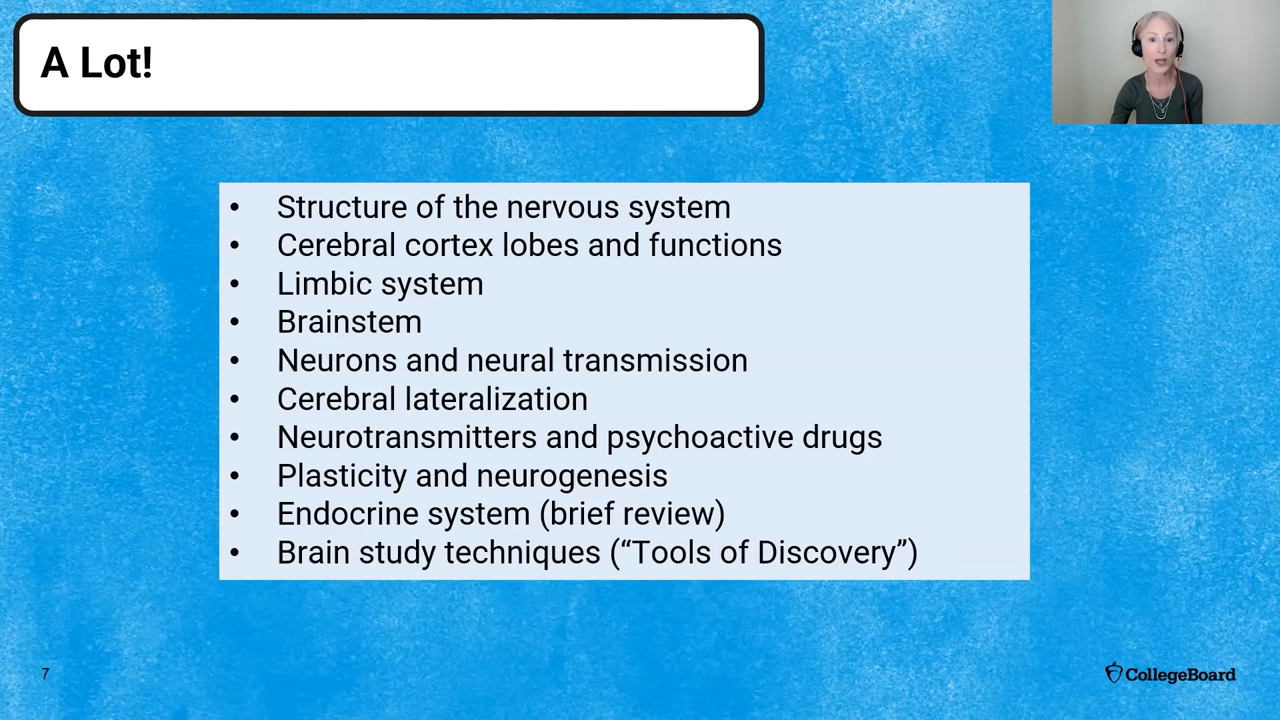 A Lot!
• Structure of the nervous system
• Cerebral cortex lobes and functions
• Limbic system
• Brainstem
• Neurons and neural transmission
• Cerebral lateralization
• Neurotransmitters and psychoactive drugs
• Plasticity and neurogenesis
• Endocrine system (brief review)
• Brain study techniques (“Tools of Discovery”)
7
CollegeBoard